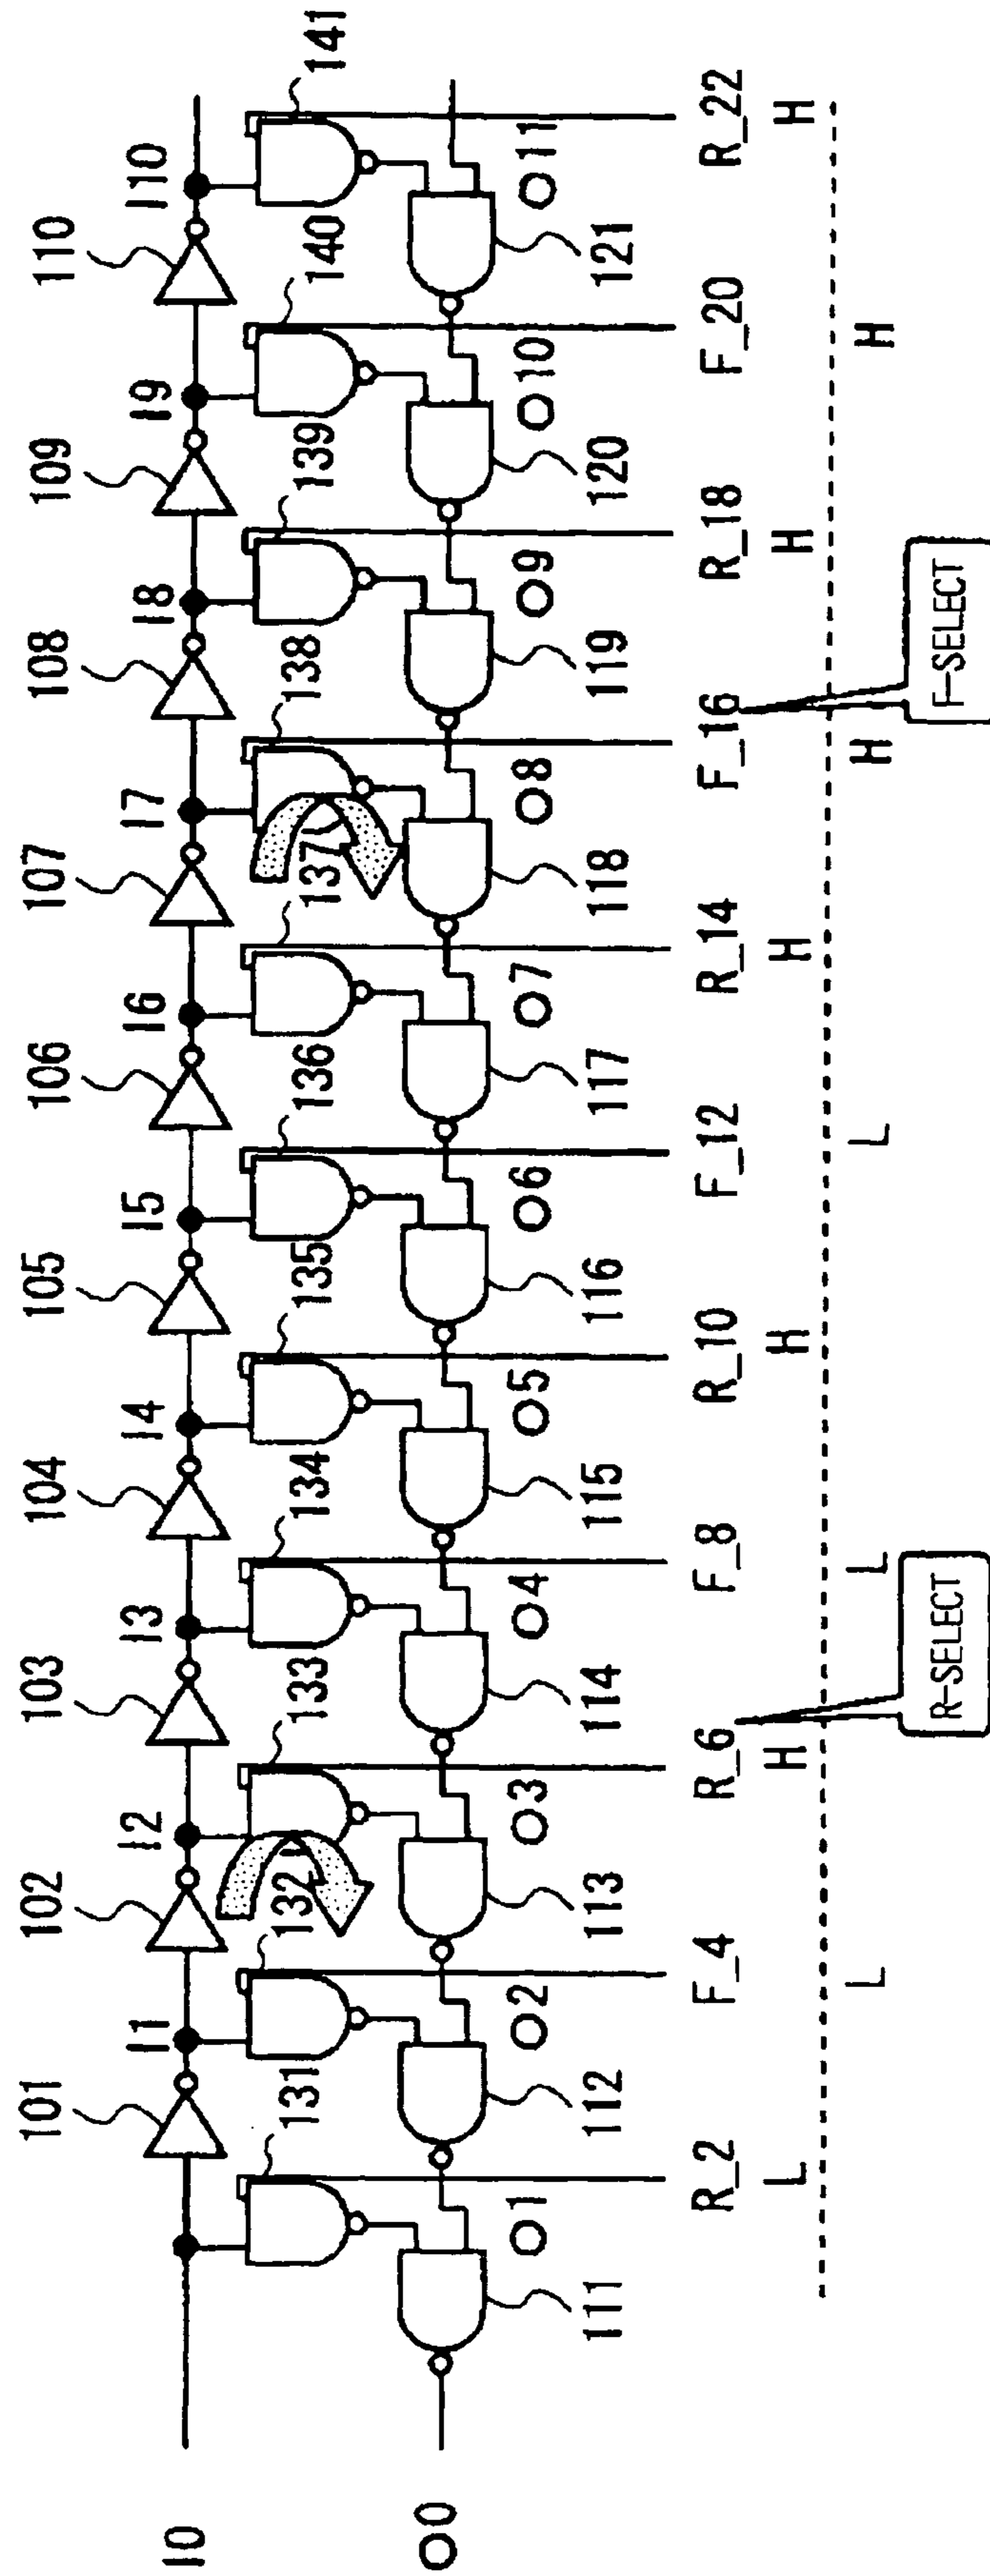 101 102 103 104 105 106 107 108 109 110
I0 I1 I2 I3 I4 I5 I6 I7 I8 I9 I10
131 132 133 134 135 136 137 138 139 140 141
O0 O1 O2 O3 O4 O5 O6 O7 O8 O9 O10 O11
111 112 113 114 115 116 117 118 119 120 121
R_2 F_4 R_6 F_8 R_10 F_12 R_14 F_16 R_18 F_20 R_22
L H H H H H
L L L H H
R-SELECT F-SELECT